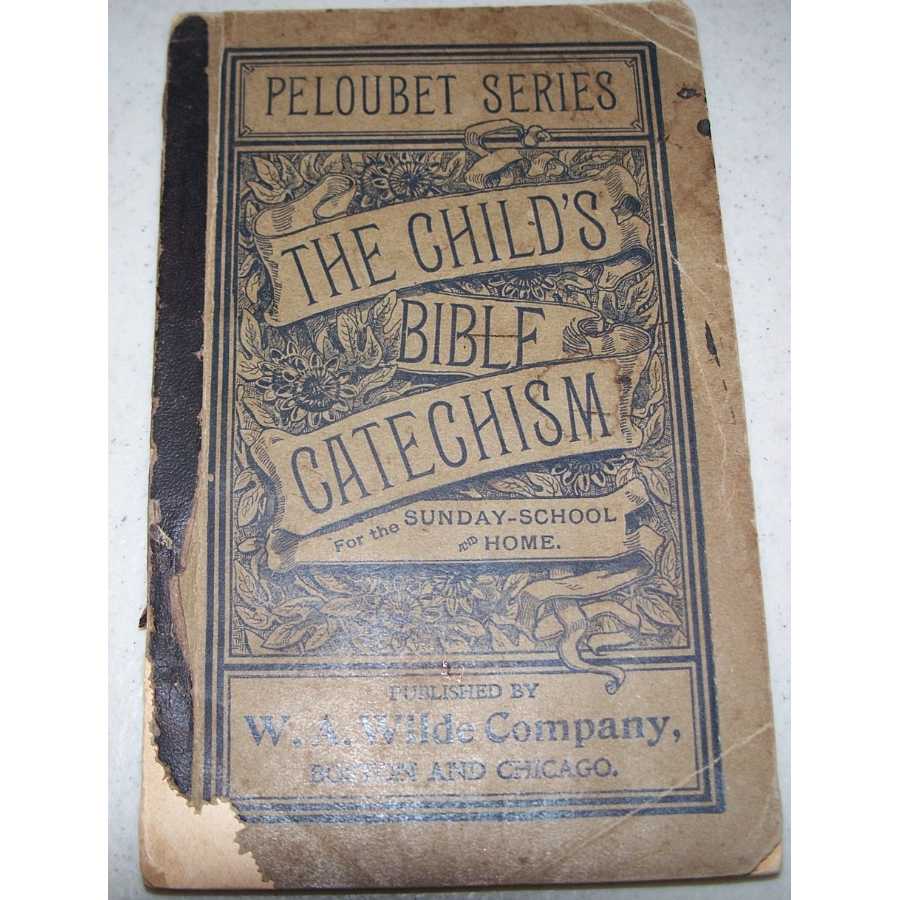 PELOUBET SERIES
THE CHILD'S
BIBLE
CATECHISM
For the SUNDAY-SCHOOL
AND HOME.
PUBLISHED BY
W. A. Wilde Company,
BOSTON AND CHICAGO.